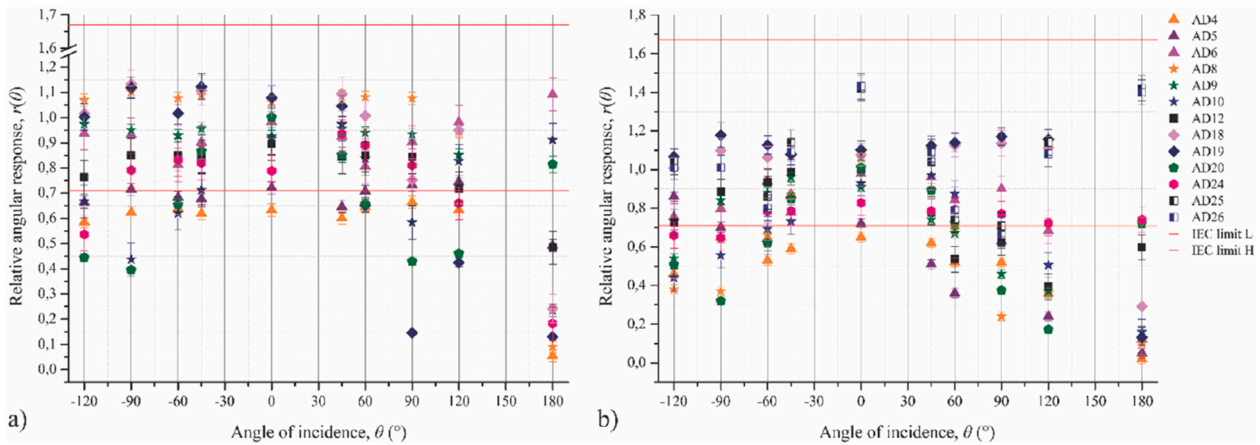 1,7
1,6
1,2
1,1
1,0
0,9
0,8
0,7
0,6
0,5
0,4
0,3
0,2
0,1
0,0
Relative angular response, r(θ)
-120 -90 -60 -30 0 30 60 90 120 150 180
Angle of incidence, θ (°)
a)
1,8
1,6
1,4
1,2
1,0
0,8
0,6
0,4
0,2
0,0
Relative angular response, r(θ)
-120 -90 -60 -30 0 30 60 90 120 150 180
Angle of incidence, θ (°)
b)
AD4
AD5
AD6
AD8
AD9
AD10
AD12
AD18
AD19
AD20
AD24
AD25
AD26
IEC limit L
IEC limit H